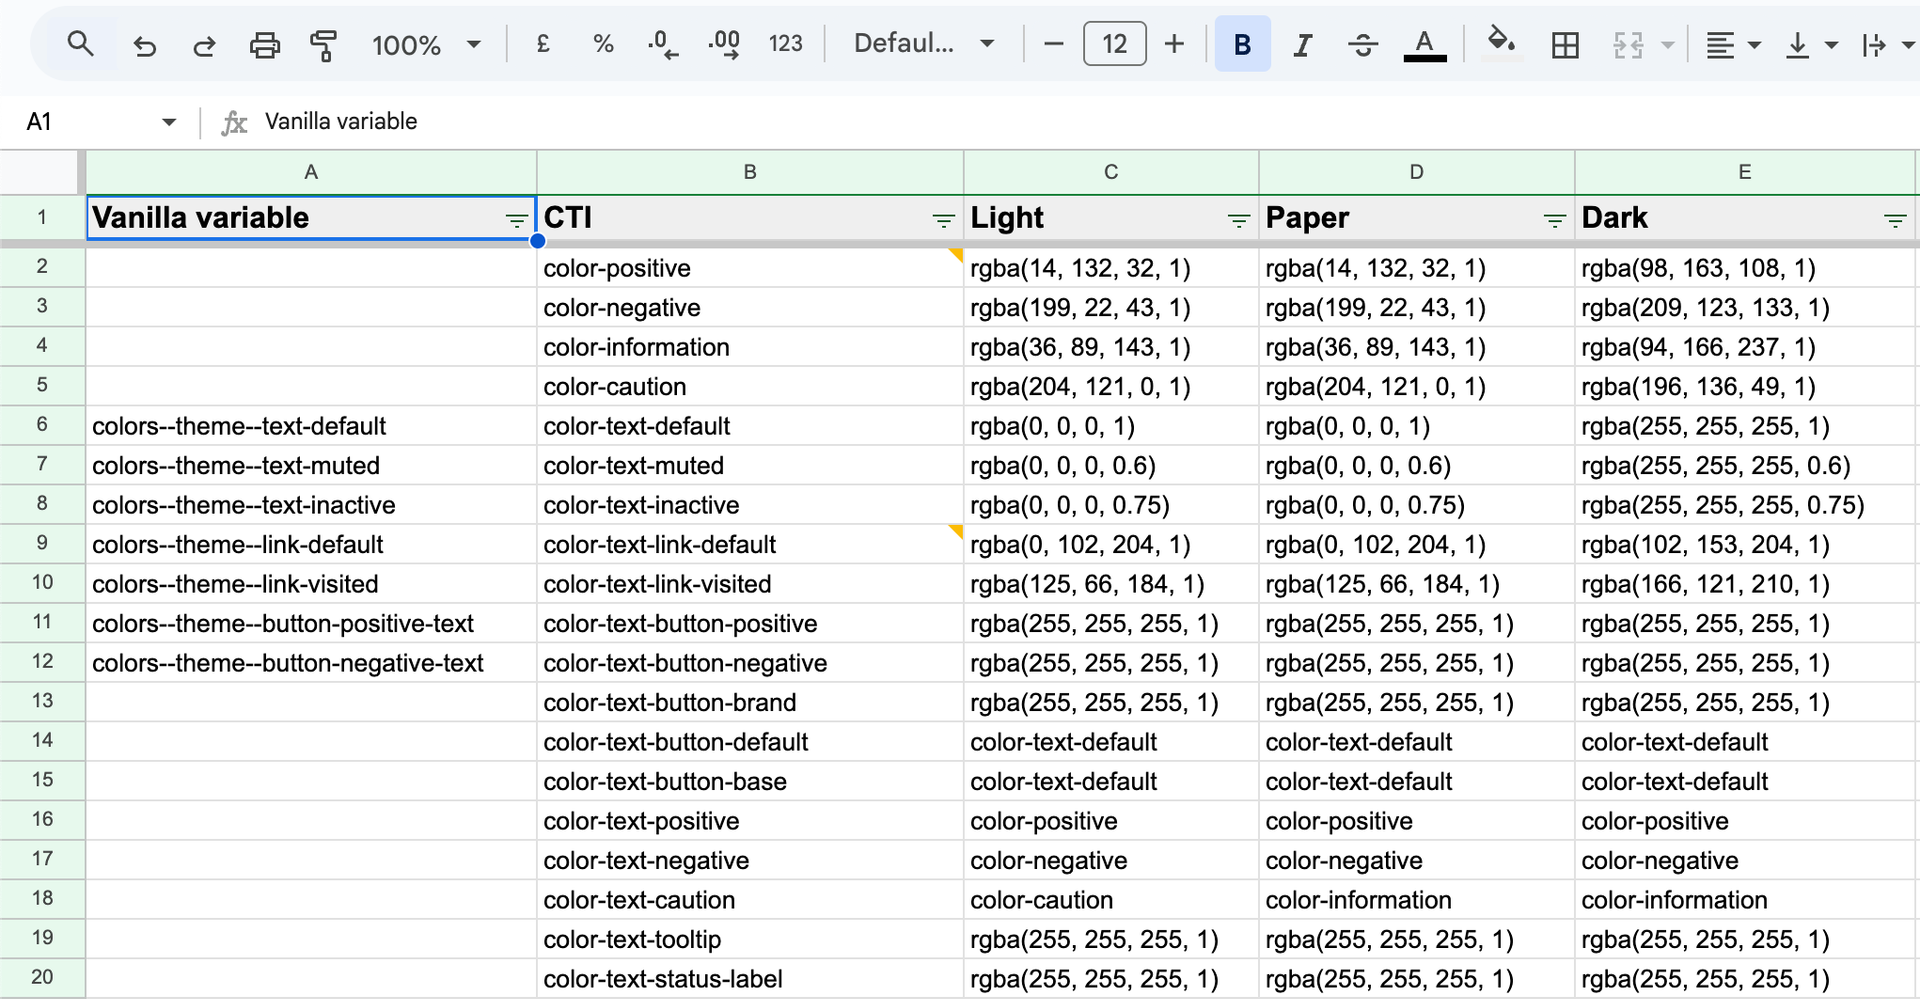 100% £ % .0 .00 123 Defaul... 12 B I A
A1 fx Vanilla variable
A B C D E
1 Vanilla variable CTI Light Paper Dark
2 color-positive rgba(14, 132, 32, 1) rgba(14, 132, 32, 1) rgba(98, 163, 108, 1)
3 color-negative rgba(199, 22, 43, 1) rgba(199, 22, 43, 1) rgba(209, 123, 133, 1)
4 color-information rgba(36, 89, 143, 1) rgba(36, 89, 143, 1) rgba(94, 166, 237, 1)
5 color-caution rgba(204, 121, 0, 1) rgba(204, 121, 0, 1) rgba(196, 136, 49, 1)
6 colors--theme--text-default color-text-default rgba(0, 0, 0, 1) rgba(0, 0, 0, 1) rgba(255, 255, 255, 1)
7 colors--theme--text-muted color-text-muted rgba(0, 0, 0, 0.6) rgba(0, 0, 0, 0.6) rgba(255, 255, 255, 0.6)
8 colors--theme--text-inactive color-text-inactive rgba(0, 0, 0, 0.75) rgba(0, 0, 0, 0.75) rgba(255, 255, 255, 0.75)
9 colors--theme--link-default color-text-link-default rgba(0, 102, 204, 1) rgba(0, 102, 204, 1) rgba(102, 153, 204, 1)
10 colors--theme--link-visited color-text-link-visited rgba(125, 66, 184, 1) rgba(125, 66, 184, 1) rgba(166, 121, 210, 1)
11 colors--theme--button-positive-text color-text-button-positive rgba(255, 255, 255, 1) rgba(255, 255, 255, 1) rgba(255, 255, 255, 1)
12 colors--theme--button-negative-text color-text-button-negative rgba(255, 255, 255, 1) rgba(255, 255, 255, 1) rgba(255, 255, 255, 1)
13 color-text-button-brand rgba(255, 255, 255, 1) rgba(255, 255, 255, 1) rgba(255, 255, 255, 1)
14 color-text-button-default color-text-default color-text-default color-text-default
15 color-text-button-base color-text-default color-text-default color-text-default
16 color-text-positive color-positive color-positive color-positive
17 color-text-negative color-negative color-negative color-negative
18 color-text-caution color-caution color-information color-information
19 color-text-tooltip rgba(255, 255, 255, 1) rgba(255, 255, 255, 1) rgba(255, 255, 255, 1)
20 color-text-status-label rgba(255, 255, 255, 1) rgba(255, 255, 255, 1) rgba(255, 255, 255, 1)